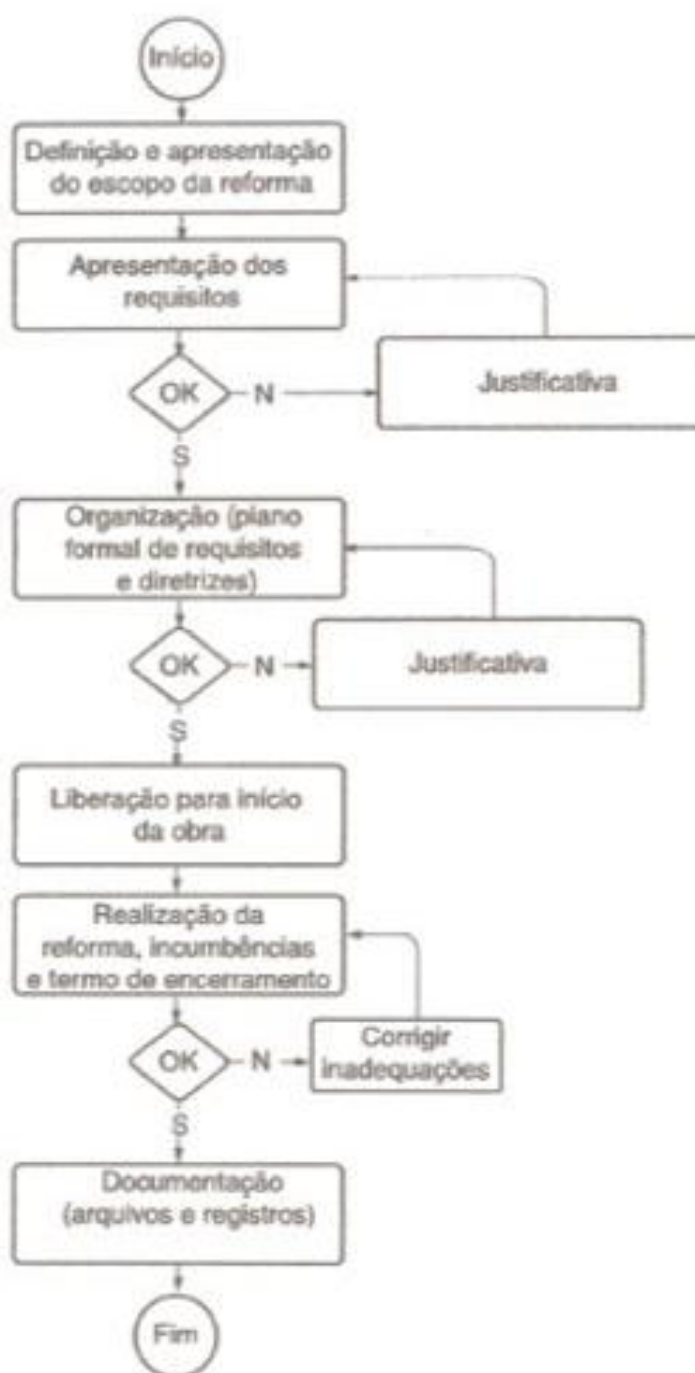 Início
Definição e apresentação
do escopo da reforma
Apresentação dos
requisitos
OK
N
Justificativa
S
Organização (plano
formal de requisitos
e diretrizes)
OK
N
Justificativa
S
Liberação para início
da obra
Realização da
reforma, incumbências
e termo de encerramento
OK
N
Corrigir
inadequações
S
Documentação
(arquivos e registros)
Fim